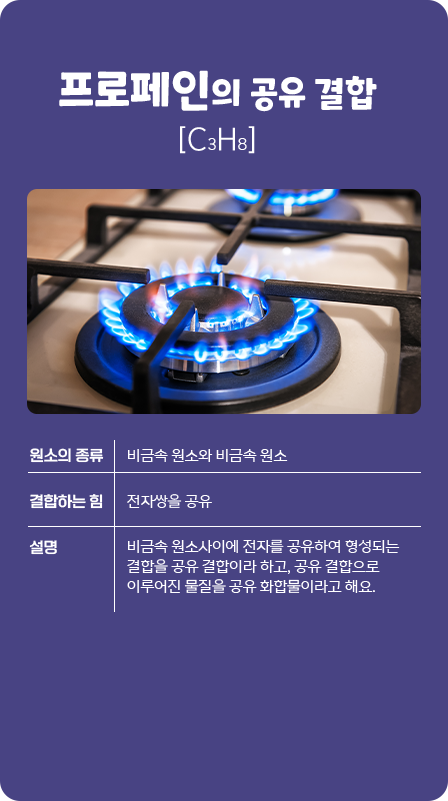 프로페인의 공유 결합
[C₃H₈]
원소의 종류 비금속 원소와 비금속 원소
결합하는 힘 전자쌍을 공유
설명 비금속 원소사이에 전자를 공유하여 형성되는
결합을 공유 결합이라 하고, 공유 결합으로
이루어진 물질을 공유 화합물이라고 해요.